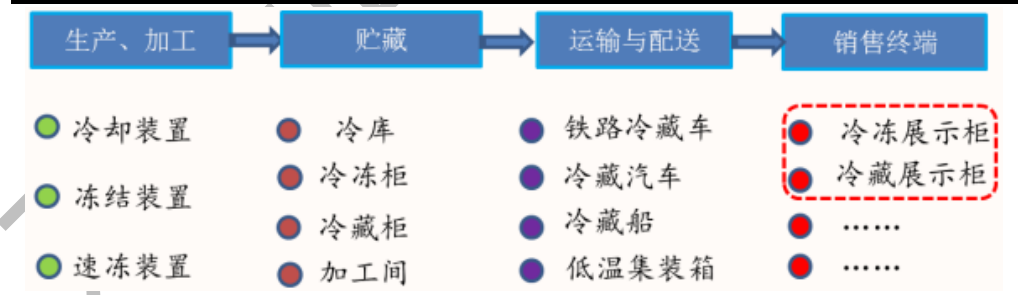 生产、加工
贮藏
运输与配送
销售终端
冷却装置
冻结装置
速冻装置
冷库
冷冻柜
冷藏柜
加工间
铁路冷藏车
冷藏汽车
冷藏船
低温集装箱
冷冻展示柜
冷藏展示柜
……
……